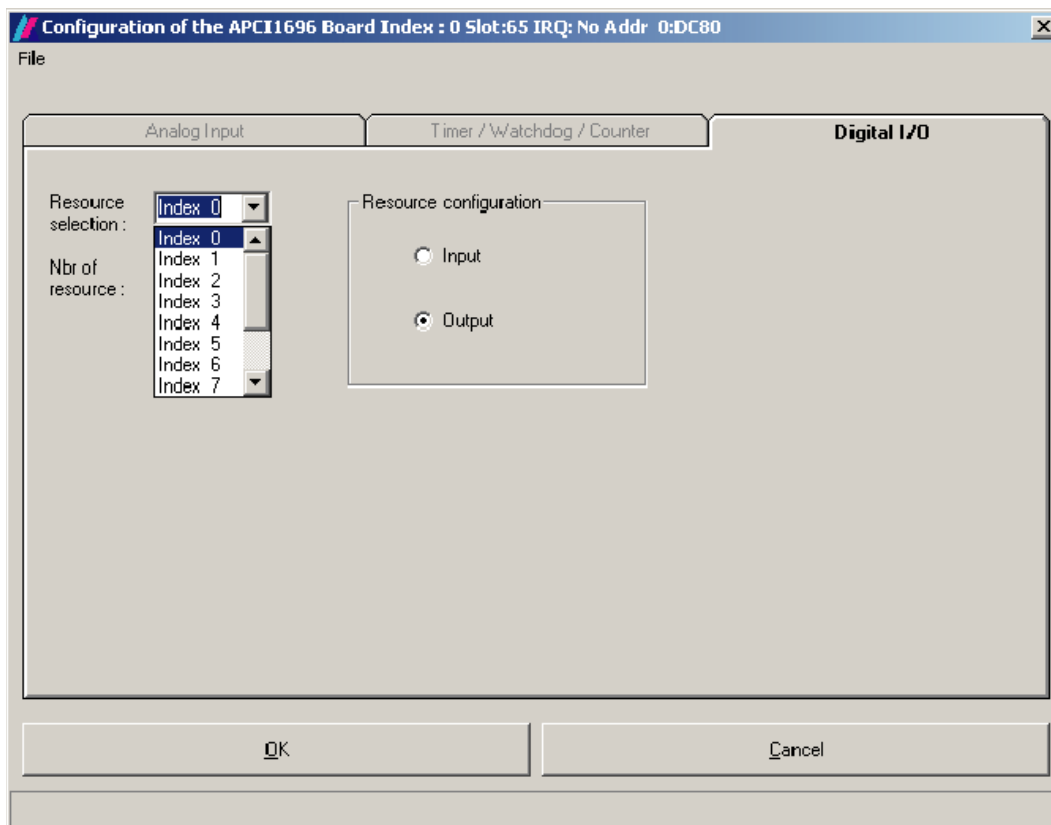 Configuration of the APCI1696 Board Index : 0 Slot:65 IRQ: No Addr 0:DC80
File
Analog Input
Timer / Watchdog / Counter
Digital I/O
Resource
selection :
Index 0
Index 0
Index 1
Index 2
Index 3
Index 4
Index 5
Index 6
Index 7
Nbr of
resource :
Resource configuration
Input
Output
OK
Cancel